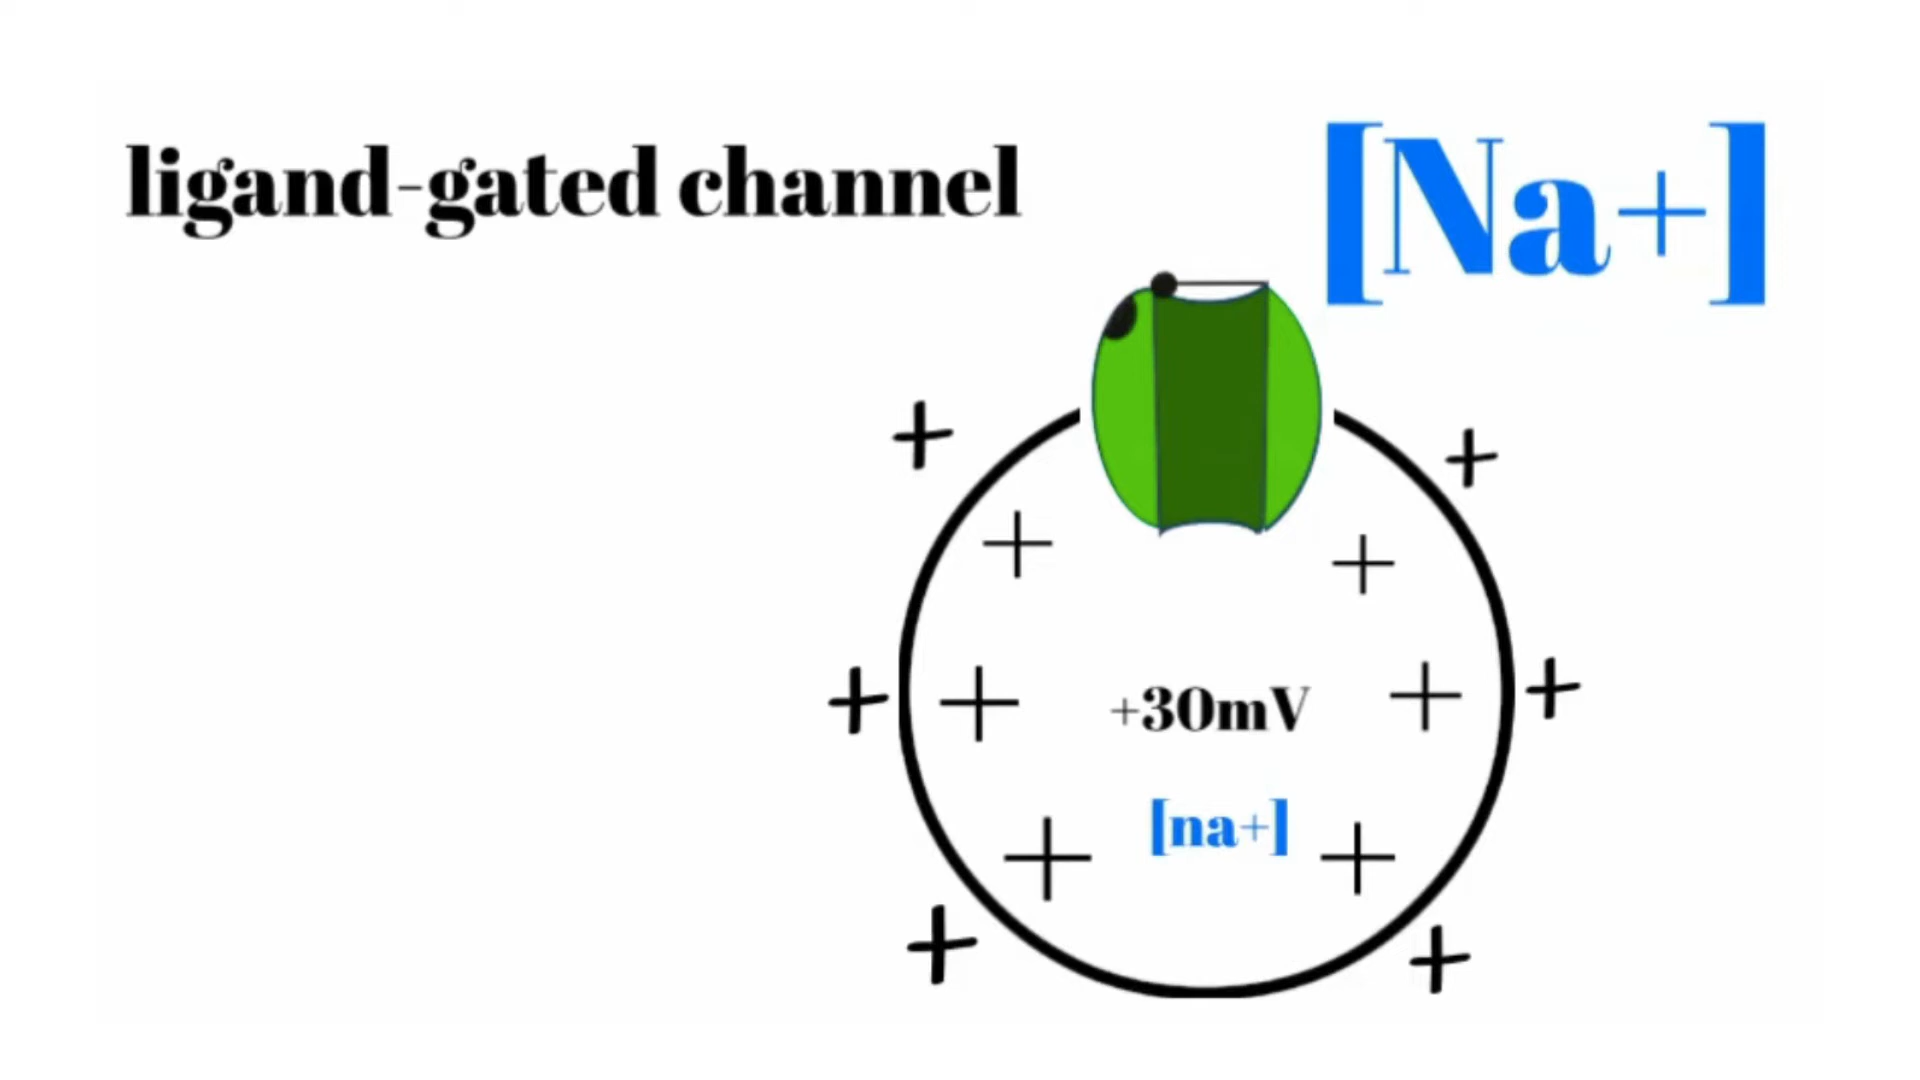 ligand-gated channel
[Na+]
+ +
+ +
+ + +30mV + +
[na+]
+ +
+ +